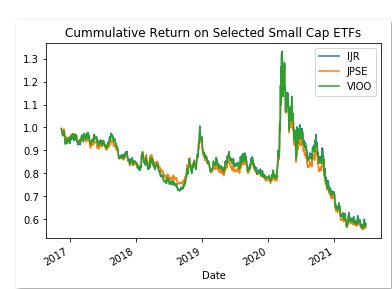 Cummulative Return on Selected Small Cap ETFs
1.3
1.2
1.1
1.0
0.9
0.8
0.7
0.6
IJR
JPSE
VIOO
2017
2018
2019
2020
2021
Date